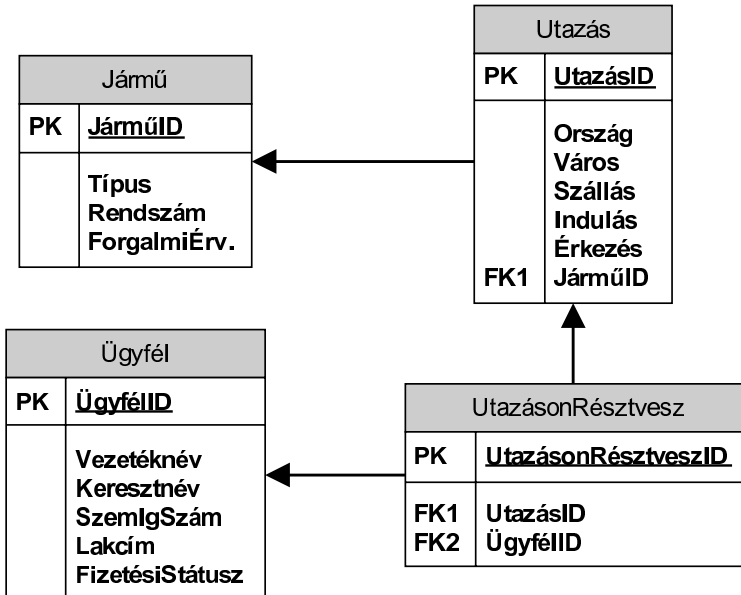 Jármű
PK JárműID
Típus
Rendszám
ForgalmiÉrv.
Utazás
PK UtazásID
Ország
Város
Szállás
Indulás
Érkezés
FK1 JárműID
Ügyfél
PK ÜgyfélID
Vezetéknév
Keresztnév
SzemIgSzám
Lakcím
FizetésiStátusz
UtazásonRésztvesz
PK UtazásonRésztveszID
FK1 UtazásID
FK2 ÜgyfélID